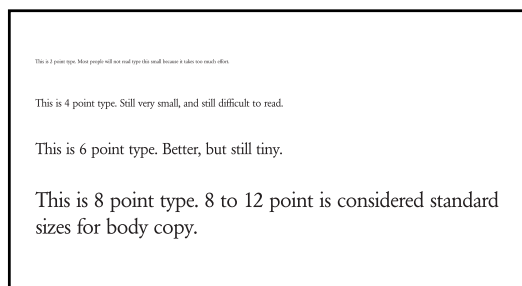 This is 2 point type. Most people will not read type this small because it takes too much effort.
This is 4 point type. Still very small, and still difficult to read.
This is 6 point type. Better, but still tiny.
This is 8 point type. 8 to 12 point is considered standard
sizes for body copy.